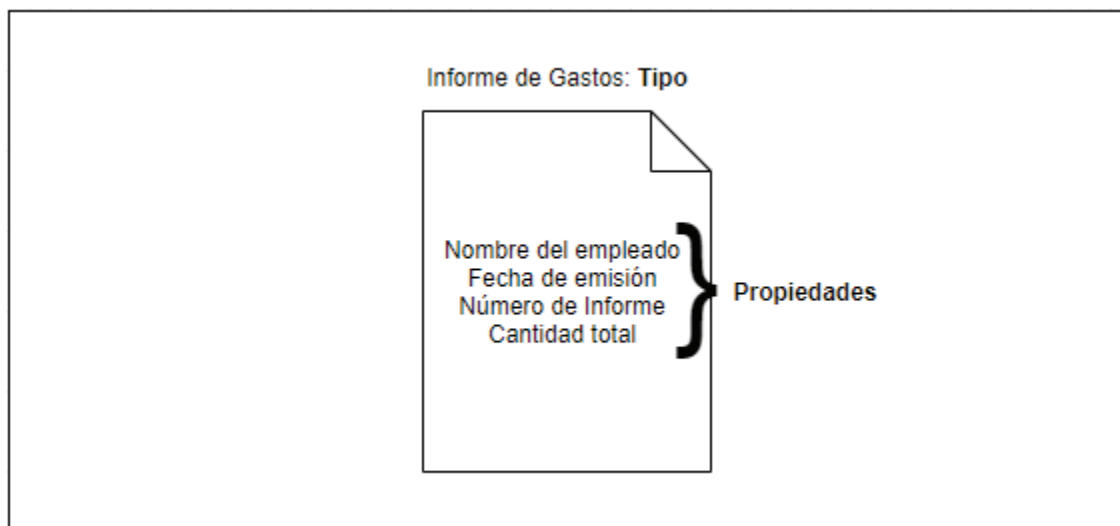 Informe de Gastos: Tipo
Nombre del empleado
Fecha de emisión
Número de Informe
Cantidad total
Propiedades